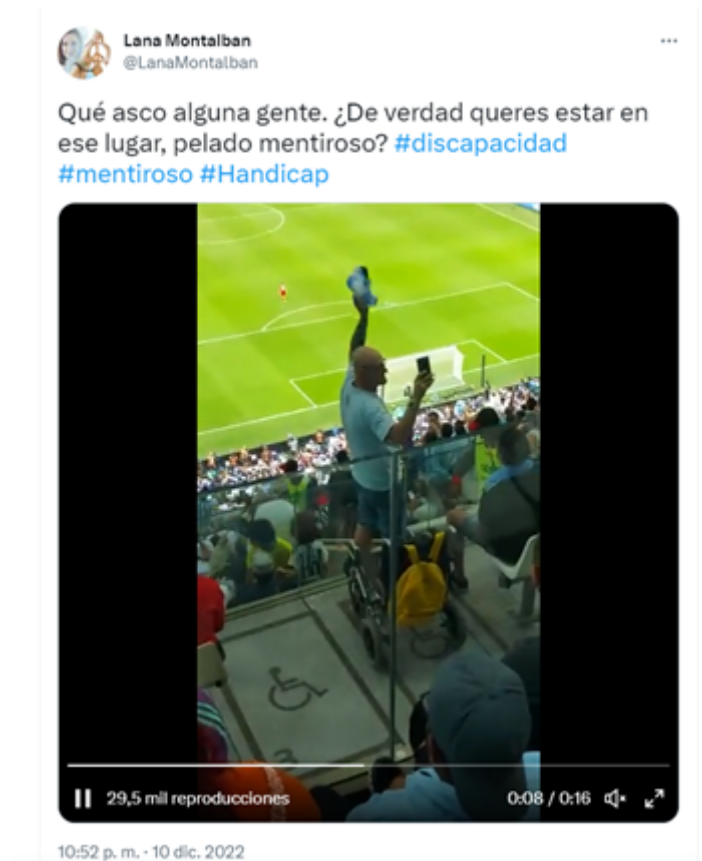 Lana Montalban
@LanaMontalban
Qué asco alguna gente. ¿De verdad queres estar en
ese lugar, pelado mentiroso? #discapacidad
#mentiroso #Handicap
29,5 mil reproducciones
0:08 / 0:16
10:52 p. m. · 10 dic. 2022